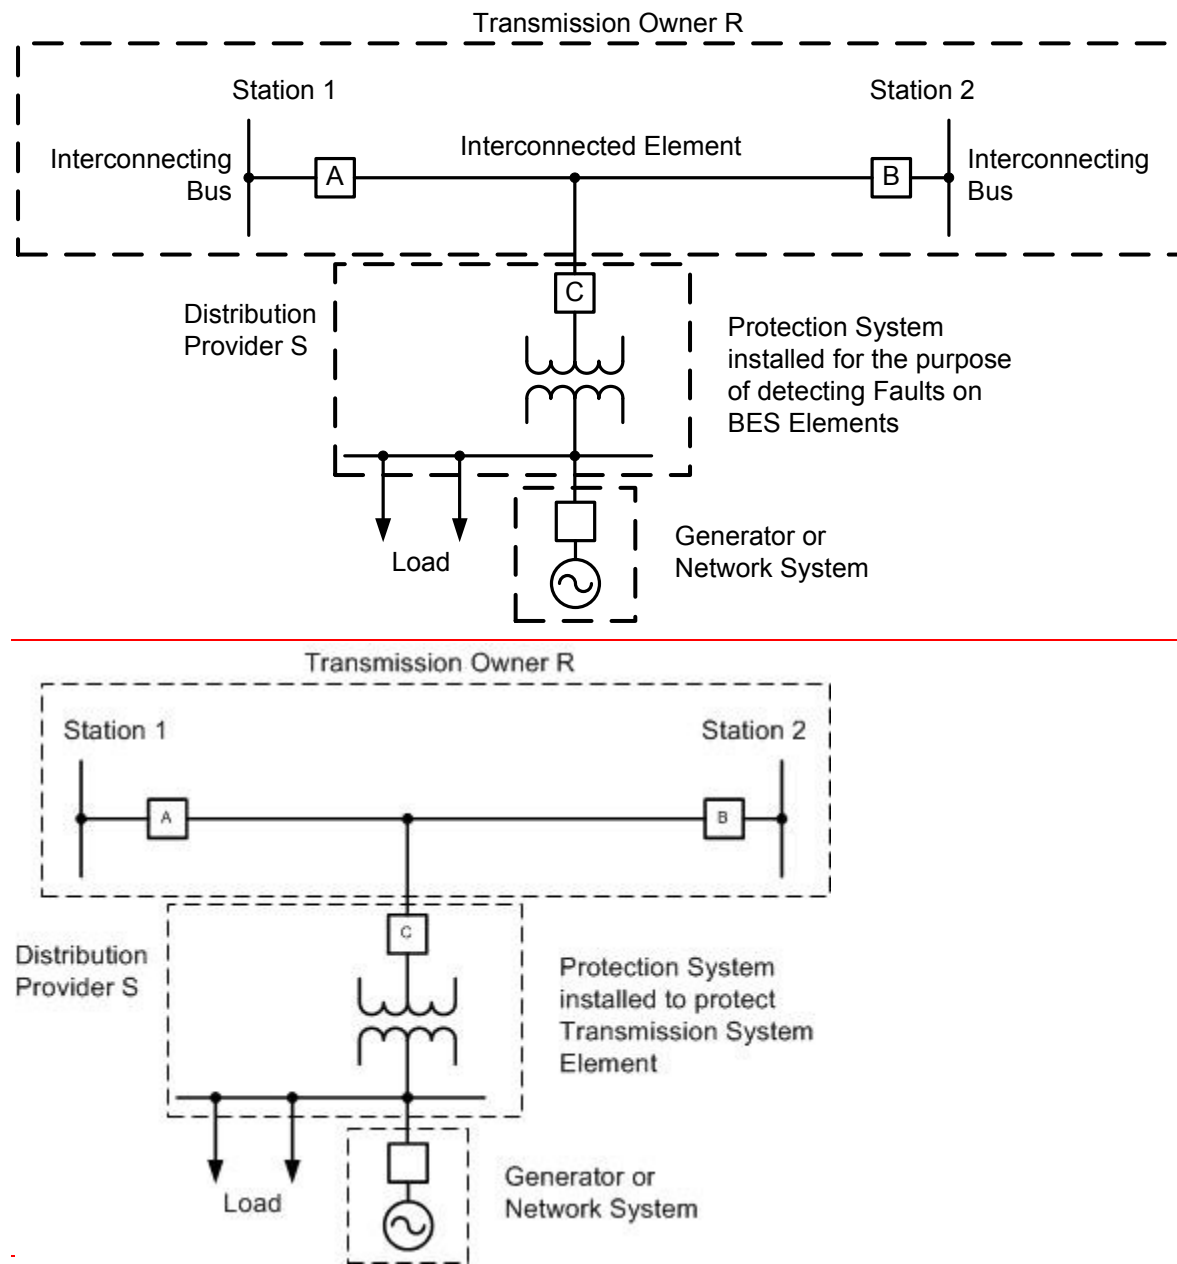 Transmission Owner R
Station 1
Station 2
Interconnecting
Bus
A
Interconnected Element
B
Interconnecting
Bus
Distribution
Provider S
C
Protection System
installed for the purpose
of detecting Faults on
BES Elements
Load
Generator or
Network System
Transmission Owner R
Station 1
Station 2
A
B
Distribution
Provider S
C
Protection System
installed to protect
Transmission System
Element
Load
Generator or
Network System